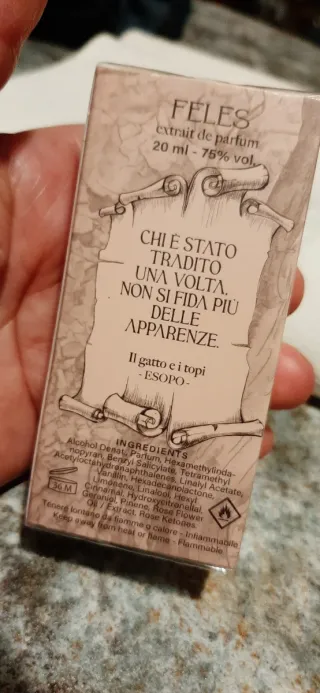 FELES
extrait de parfum
20 ml - 75% vol.
CHI È STATO
TRADITO
UNA VOLTA,
NON SI FIDA PIÙ
DELLE
APPARENZE.
Il gatto e i topi
- ESOPO -
INGREDIENTS
Alcohol Denat, Parfum, Hexamethylinda-
nopyran, Benzyl Salicylate, Tetramethyl
Acetyloctahydronaphthalenes, Linalyl Acetate,
Vanillin, Hexadecanolactone,
Limonene, Linalool, Hexyl
Cinnamal, Hydroxycitronellal,
Geraniol, Pinene, Rose Flower
Oil / Extract, Rose Ketones.
36 M
Tenere lontano da fiamme o calore - Infiammabile
Keep away from heat or flame - Flammable